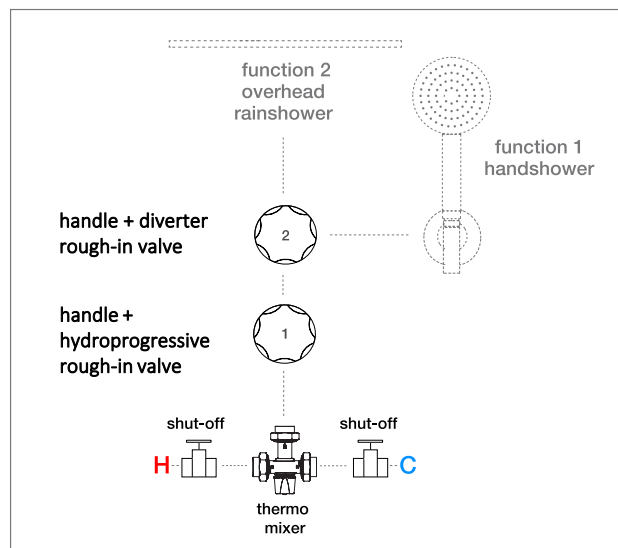 function 2
overhead
rainshower
function 1
handshower
handle + diverter
rough-in valve
2
handle +
hydroprogressive
rough-in valve
1
shut-off
shut-off
H
C
thermo
mixer